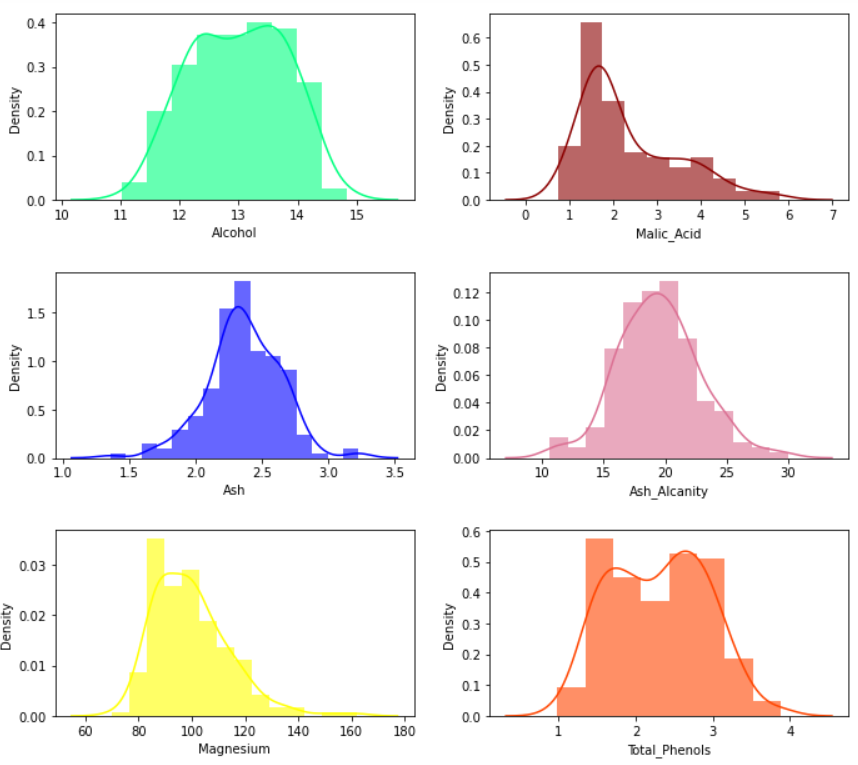 Density
0.4
0.3
0.2
0.1
0.0
10 11 12 13 14 15
Alcohol
Density
0.6
0.5
0.4
0.3
0.2
0.1
0.0
0 1 2 3 4 5 6 7
Malic_Acid
Density
1.5
1.0
0.5
0.0
1.0 1.5 2.0 2.5 3.0 3.5
Ash
Density
0.12
0.10
0.08
0.06
0.04
0.02
0.00
10 15 20 25 30
Ash_Alcanity
Density
0.03
0.02
0.01
0.00
60 80 100 120 140 160 180
Magnesium
Density
0.6
0.5
0.4
0.3
0.2
0.1
0.0
1 2 3 4
Total_Phenols